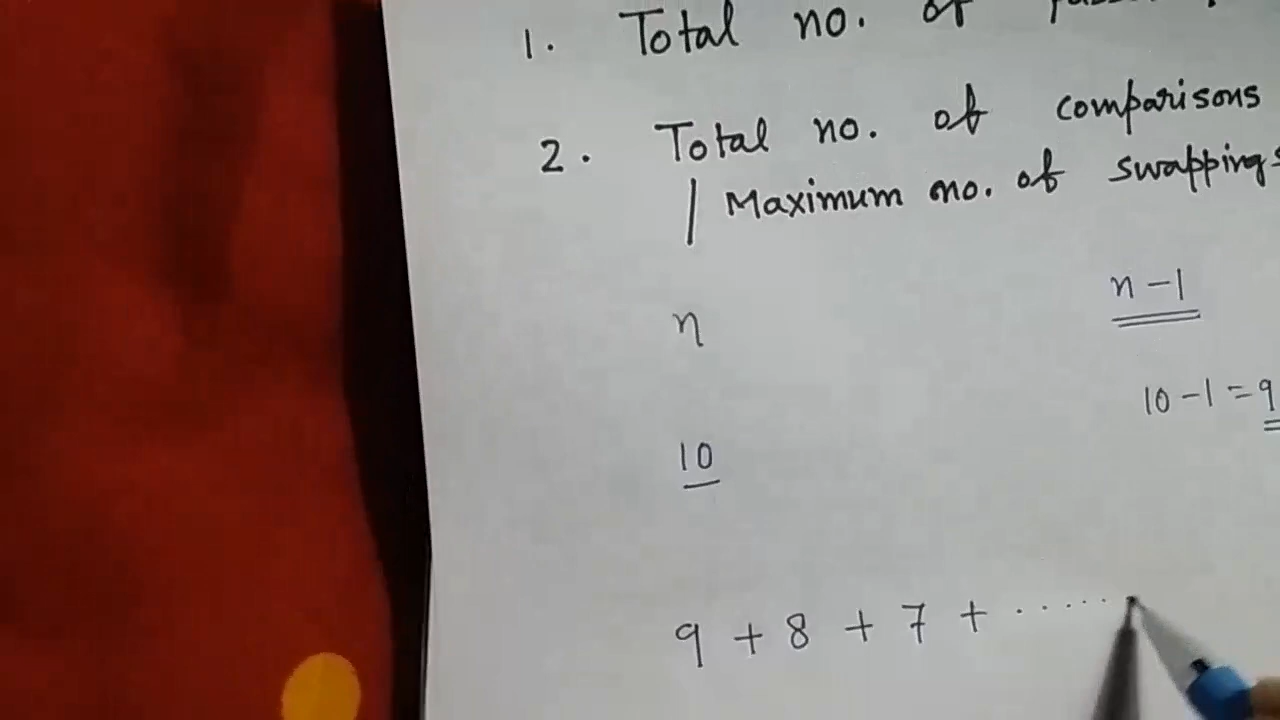 1. Total no. of
2. Total no. of comparisons
| Maximum no. of swappings
n n-1
10 10-1=9
9 + 8 + 7 + ......